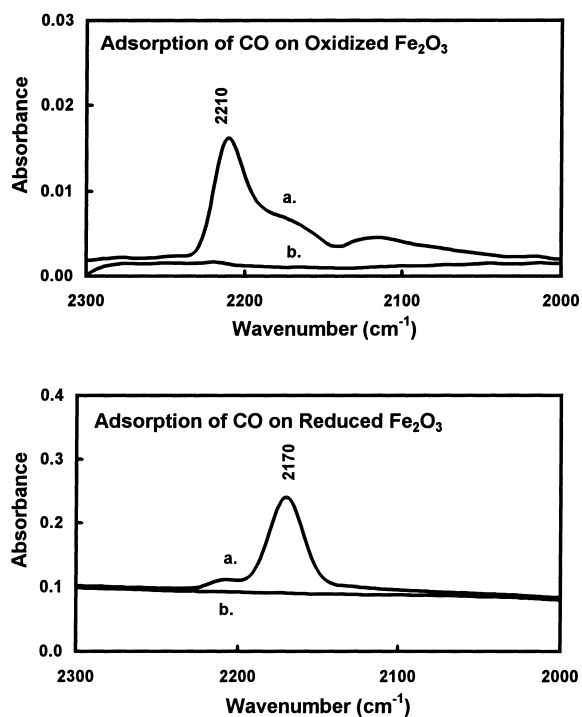 Adsorption of CO on Oxidized Fe₂O₃
0.03
0.02
0.01
0.00
Absorbance
2210
a.
b.
2300
2200
2100
2000
Wavenumber (cm⁻¹)
Adsorption of CO on Reduced Fe₂O₃
0.4
0.3
0.2
0.1
0.0
Absorbance
2170
a.
b.
2300
2200
2100
2000
Wavenumber (cm⁻¹)